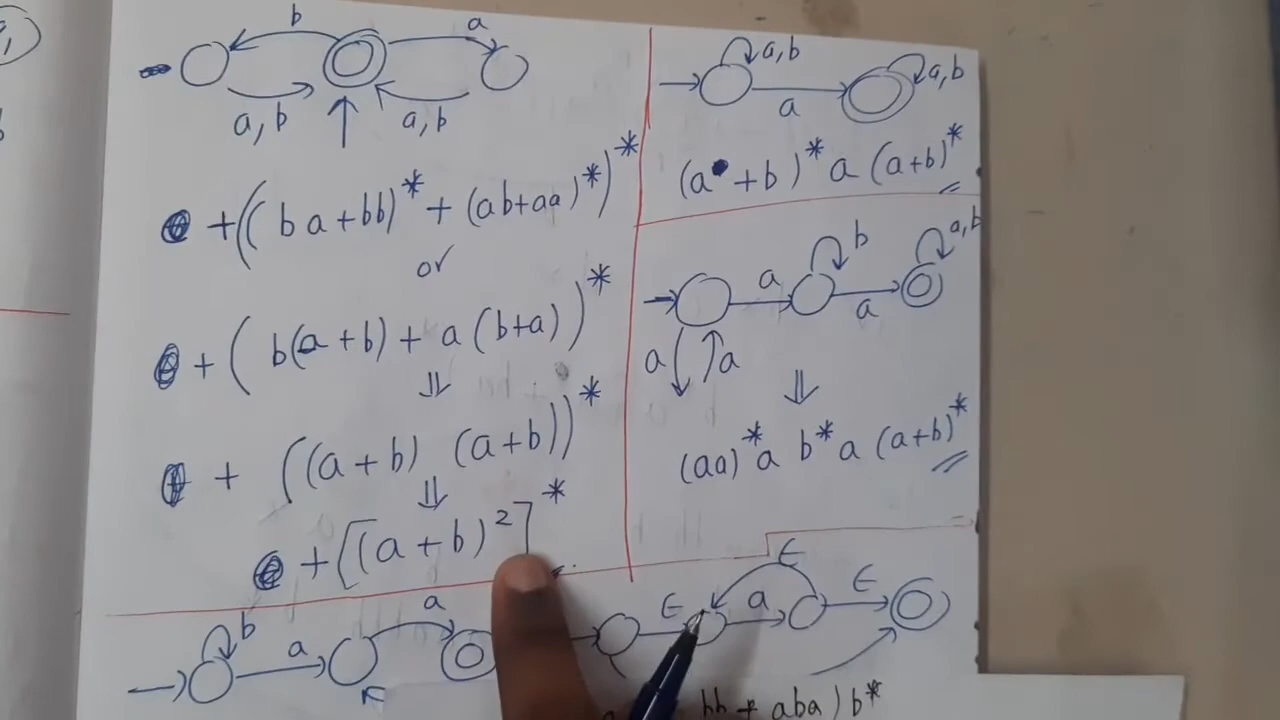 b a
a, b a, b
+ ((ba+bb)* + (ab+aa)*)*
or
+ (b(a+b) + a(b+a))*
⇓
+ ((a+b) (a+b))*
⇓
+ [(a+b)²]*
a,b
a a,b
(a +b)* a (a+b)*
b a,b
a a
a a
⇓
(aa)* a b* a (a+b)*
b a
a
∈
∈ a ∈
bb + aba) b*